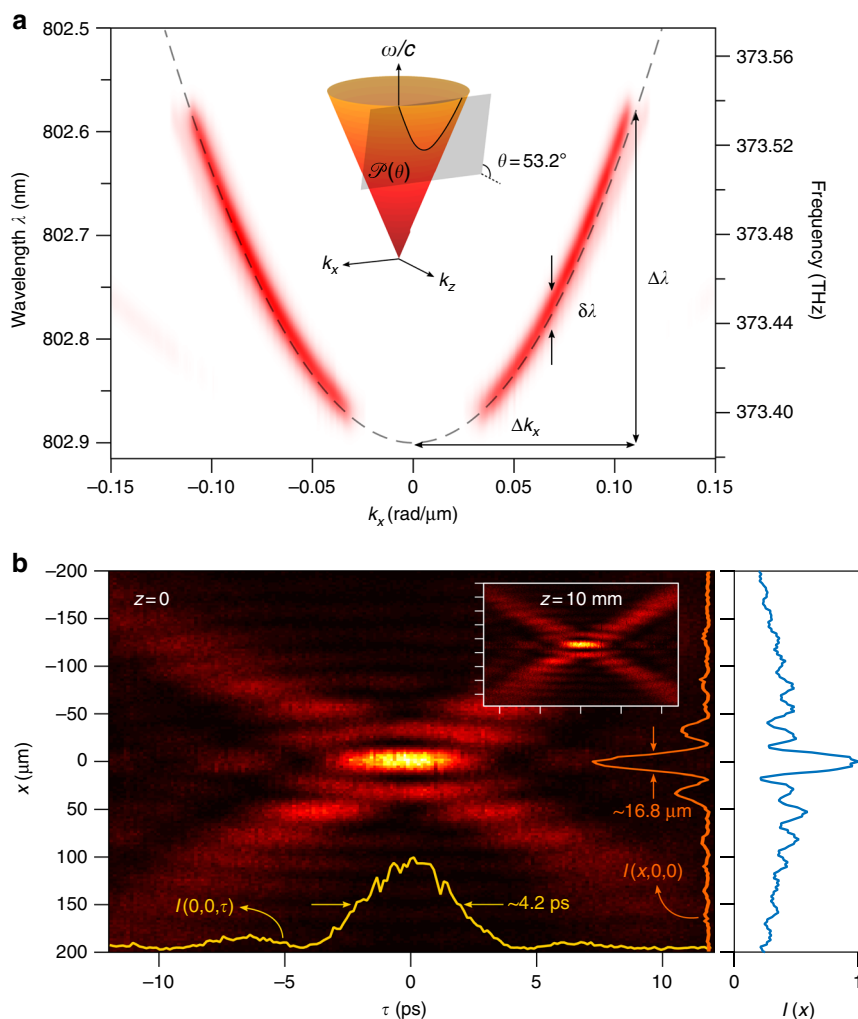 a
802.5
802.6
802.7
802.8
802.9
Wavelength λ (nm)
ω/c
𝒫(θ)
θ = 53.2°
k_x
k_z
δλ
Δλ
Δk_x
373.56
373.52
373.48
373.44
373.40
Frequency (THz)
−0.15 −0.10 −0.05 0 0.05 0.10 0.15
k_x (rad/μm)
b
−200
−150
−100
−50
0
50
100
150
200
x (μm)
z = 0
z = 10 mm
~16.8 μm
I(x,0,0)
I(0,0,τ)
~4.2 ps
−10 −5 0 5 10
τ (ps)
0 1
I (x)